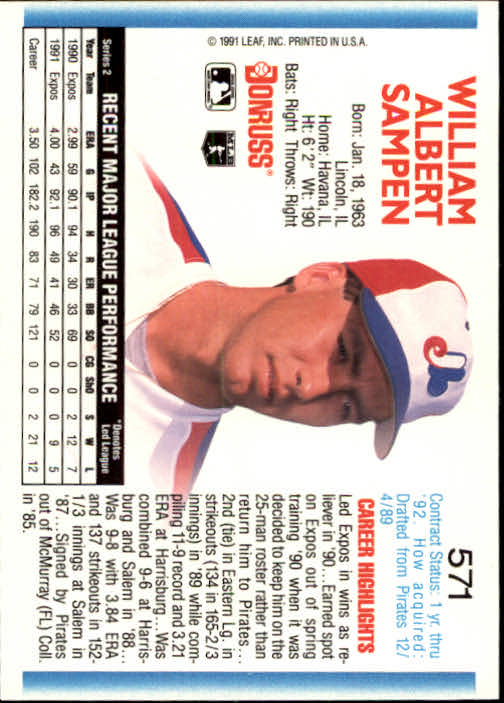 571
WILLIAM
ALBERT
SAMPEN
Contract Status: 1 yr. thru
'92. How acquired:
Drafted from Pirates 12/
4/89
Born: Jan. 18, 1963
Lincoln, IL
Home: Havana, IL
Ht: 6'2" Wt: 190
Bats: Right Throws: Right
DONRUSS®
MLBPA
© 1991 LEAF, INC. PRINTED IN U.S.A.
CAREER HIGHLIGHTS
Led Expos in wins as re-
liever in '90...Earned spot
on Expos out of spring
training '90 when it was
decided to keep him on the
25-man roster rather than
return him to Pirates...
2nd (tie) in Eastern Lg. in
strikeouts (134 in 165-2/3
innings) in '89 while com-
piling 11-9 record and 3.21
ERA at Harrisburg...Was
combined 9-6 at Harris-
burg and Salem in '88...
Was 9-8 with 3.84 ERA
and 137 strikeouts in 152-
1/3 innings at Salem in
'87...Signed by Pirates
out of McMurray (FL) Coll.
in '85.
Series 2 RECENT MAJOR LEAGUE PERFORMANCE *Denotes Led League
Year Team ERA G IP H R ER BB SO CG Sho S W L
1990 Expos 2.99 59 90.1 94 34 30 33 69 0 0 2 12 7
1991 Expos 4.00 43 92.1 96 49 41 46 52 0 0 0 9 5
Career 3.50 102 182.2 190 83 71 79 121 0 0 2 21 12